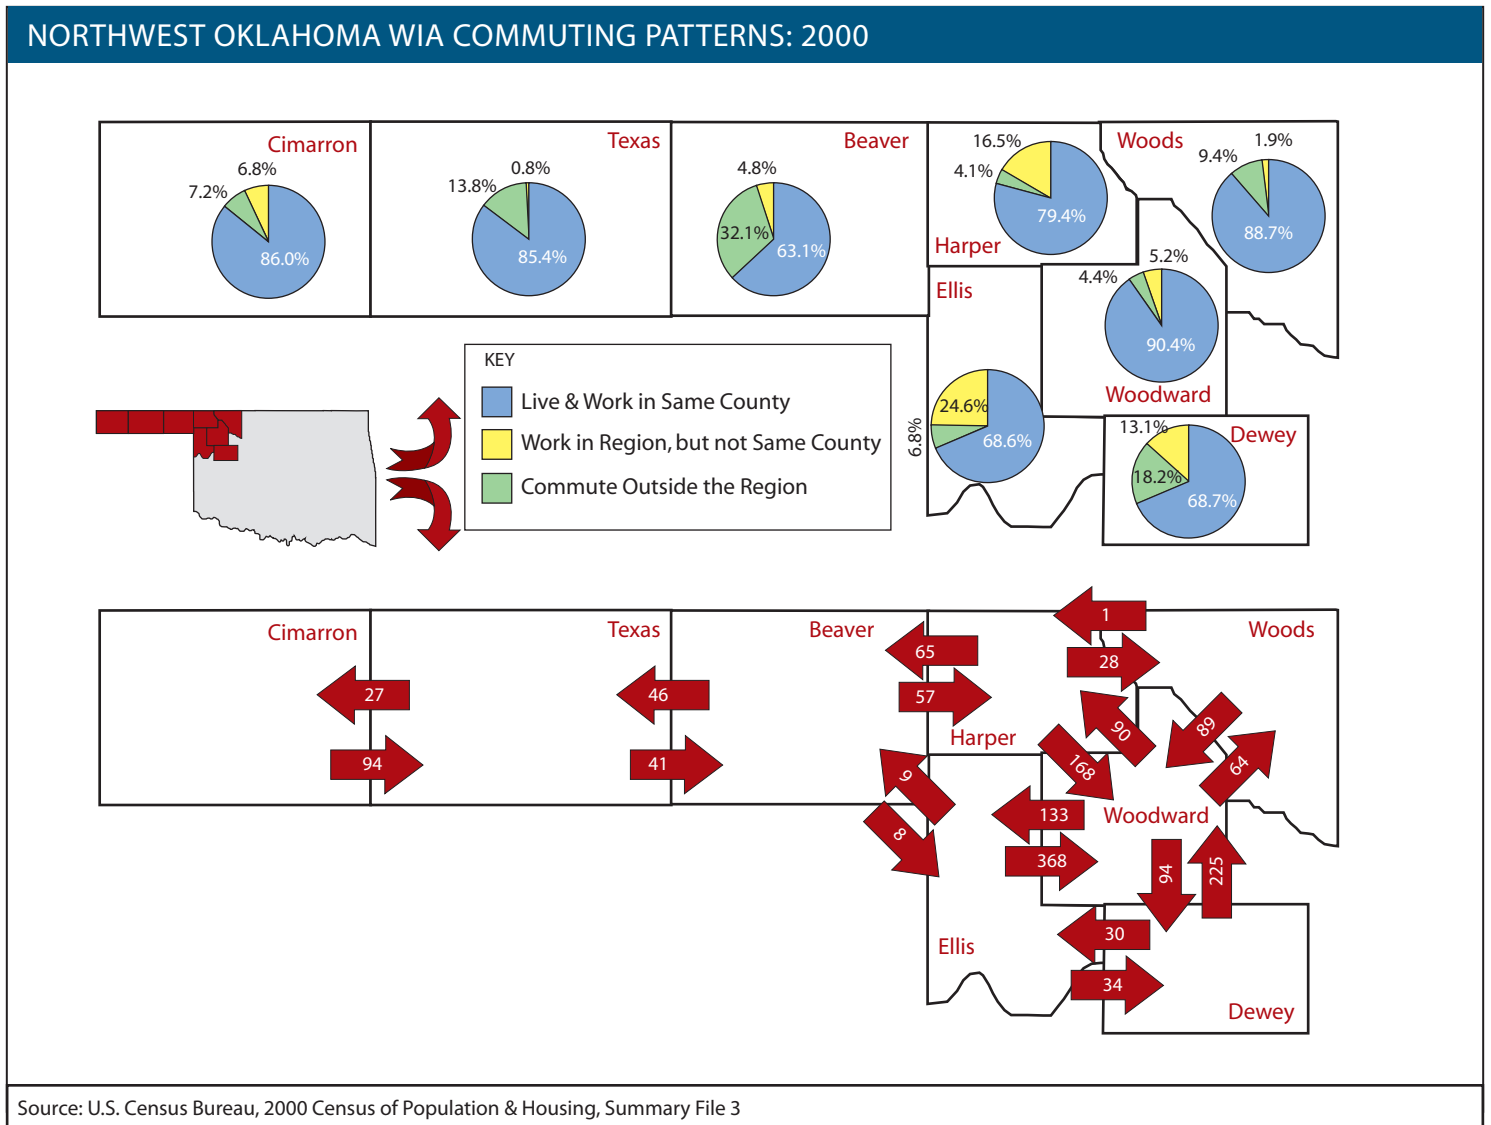 NORTHWEST OKLAHOMA WIA COMMUTING PATTERNS: 2000
Cimarron
6.8%
7.2%
86.0%
Texas
0.8%
13.8%
85.4%
Beaver
4.8%
32.1%
63.1%
16.5%
4.1%
79.4%
Harper
Woods
1.9%
9.4%
88.7%
Ellis
24.6%
6.8%
68.6%
5.2%
4.4%
90.4%
Woodward
13.1%
Dewey
18.2%
68.7%
KEY
Live & Work in Same County
Work in Region, but not Same County
Commute Outside the Region
Cimarron
27
94
Texas
46
41
Beaver
65
57
Harper
1
28
Woods
90
168
89
64
9
8
133
368
Woodward
94
225
30
34
Ellis
Dewey
Source: U.S. Census Bureau, 2000 Census of Population & Housing, Summary File 3